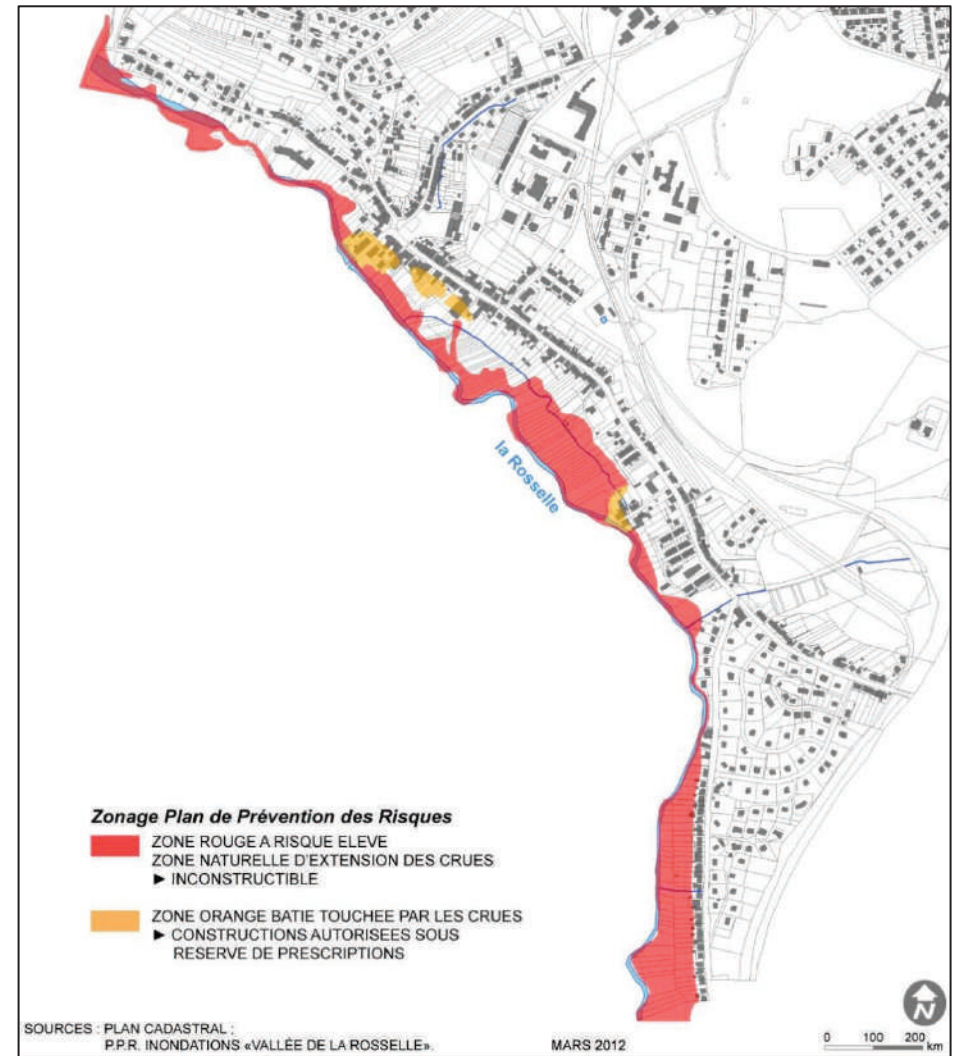 la Rosselle
Zonage Plan de Prévention des Risques
ZONE ROUGE A RISQUE ELEVE
ZONE NATURELLE D'EXTENSION DES CRUES
► INCONSTRUCTIBLE
ZONE ORANGE BATIE TOUCHEE PAR LES CRUES
► CONSTRUCTIONS AUTORISEES SOUS
RESERVE DE PRESCRIPTIONS
N
SOURCES : PLAN CADASTRAL ;
P.P.R. INONDATIONS «VALLÉE DE LA ROSSELLE».
MARS 2012
0 100 200 km